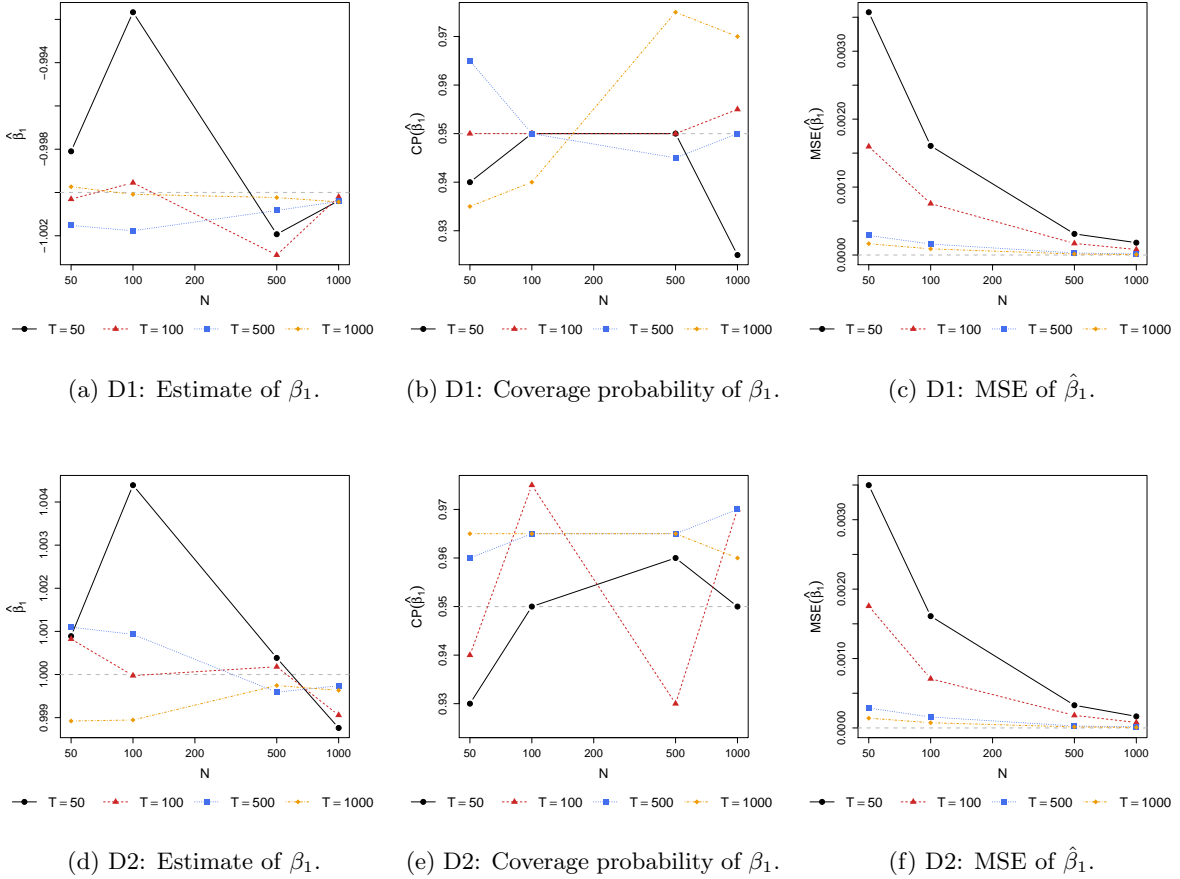 −0.994
−0.998
−1.002
β̂₁
50 100 200 500 1000
N
T = 50 T = 100 T = 500 T = 1000
(a) D1: Estimate of β₁.
0.97
0.96
0.95
0.94
0.93
CP(β̂₁)
50 100 200 500 1000
N
T = 50 T = 100 T = 500 T = 1000
(b) D1: Coverage probability of β₁.
0.0030
0.0020
0.0010
0.0000
MSE(β̂₁)
50 100 200 500 1000
N
T = 50 T = 100 T = 500 T = 1000
(c) D1: MSE of β̂₁.
1.004
1.003
1.002
1.001
1.000
0.999
β̂₁
50 100 200 500 1000
N
T = 50 T = 100 T = 500 T = 1000
(d) D2: Estimate of β₁.
0.97
0.96
0.95
0.94
0.93
CP(β̂₁)
50 100 200 500 1000
N
T = 50 T = 100 T = 500 T = 1000
(e) D2: Coverage probability of β₁.
0.0030
0.0020
0.0010
0.0000
MSE(β̂₁)
50 100 200 500 1000
N
T = 50 T = 100 T = 500 T = 1000
(f) D2: MSE of β̂₁.